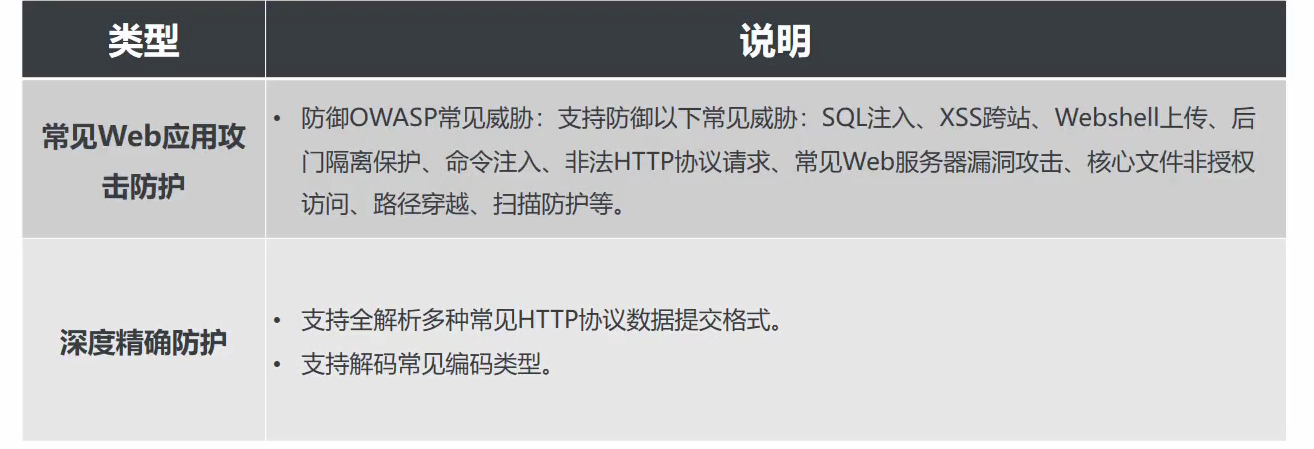 类型
说明
常见Web应用攻
击防护
• 防御OWASP常见威胁：支持防御以下常见威胁：SQL注入、XSS跨站、Webshell上传、后
门隔离保护、命令注入、非法HTTP协议请求、常见Web服务器漏洞攻击、核心文件非授权
访问、路径穿越、扫描防护等。
深度精确防护
• 支持全解析多种常见HTTP协议数据提交格式。
• 支持解码常见编码类型。